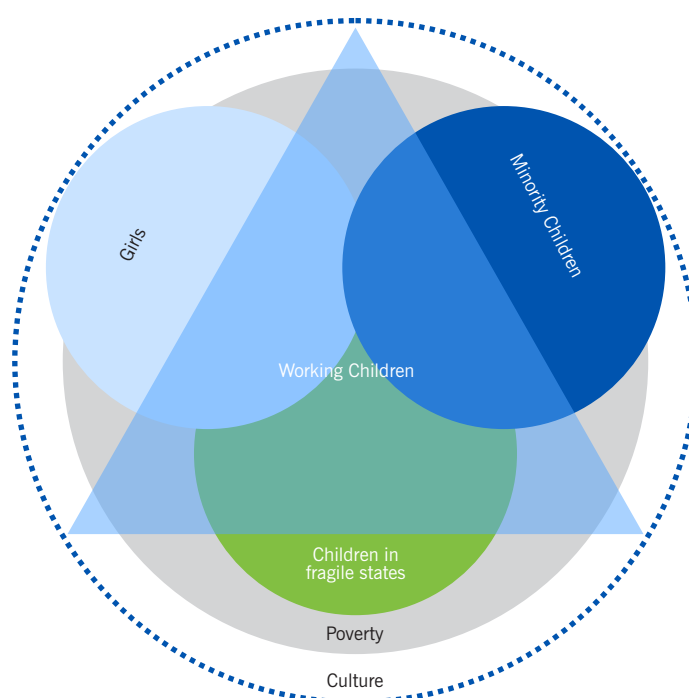 Girls
Minority Children
Working Children
Children in
fragile states
Poverty
Culture